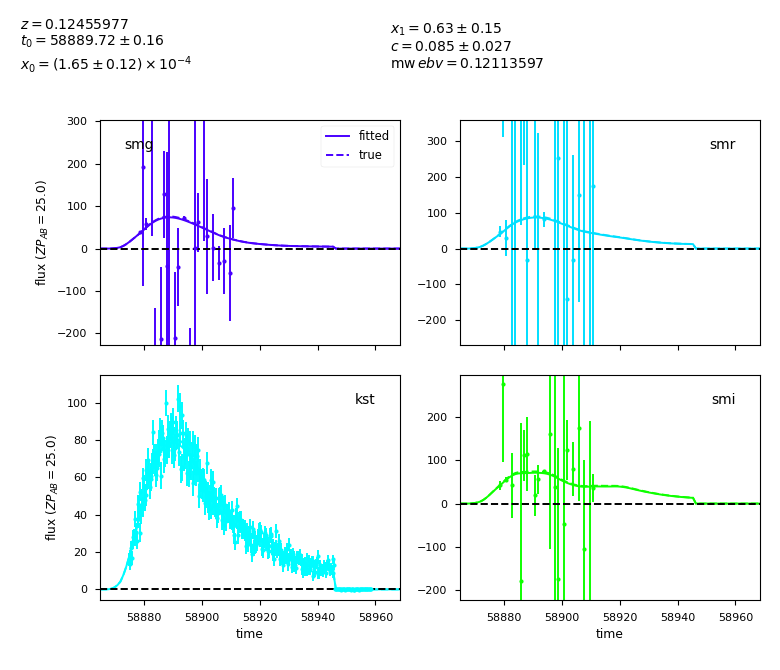 z = 0.12455977
t₀ = 58889.72 ± 0.16
x₀ = (1.65 ± 0.12) × 10⁻⁴
x₁ = 0.63 ± 0.15
c = 0.085 ± 0.027
mw ebv = 0.12113597
smg
fitted
true
300
200
100
0
−100
−200
flux (ZP_AB = 25.0)
smr
300
200
100
0
−100
−200
kst
100
80
60
40
20
0
flux (ZP_AB = 25.0)
58880 58900 58920 58940 58960
time
smi
200
100
0
−100
−200
58880 58900 58920 58940 58960
time